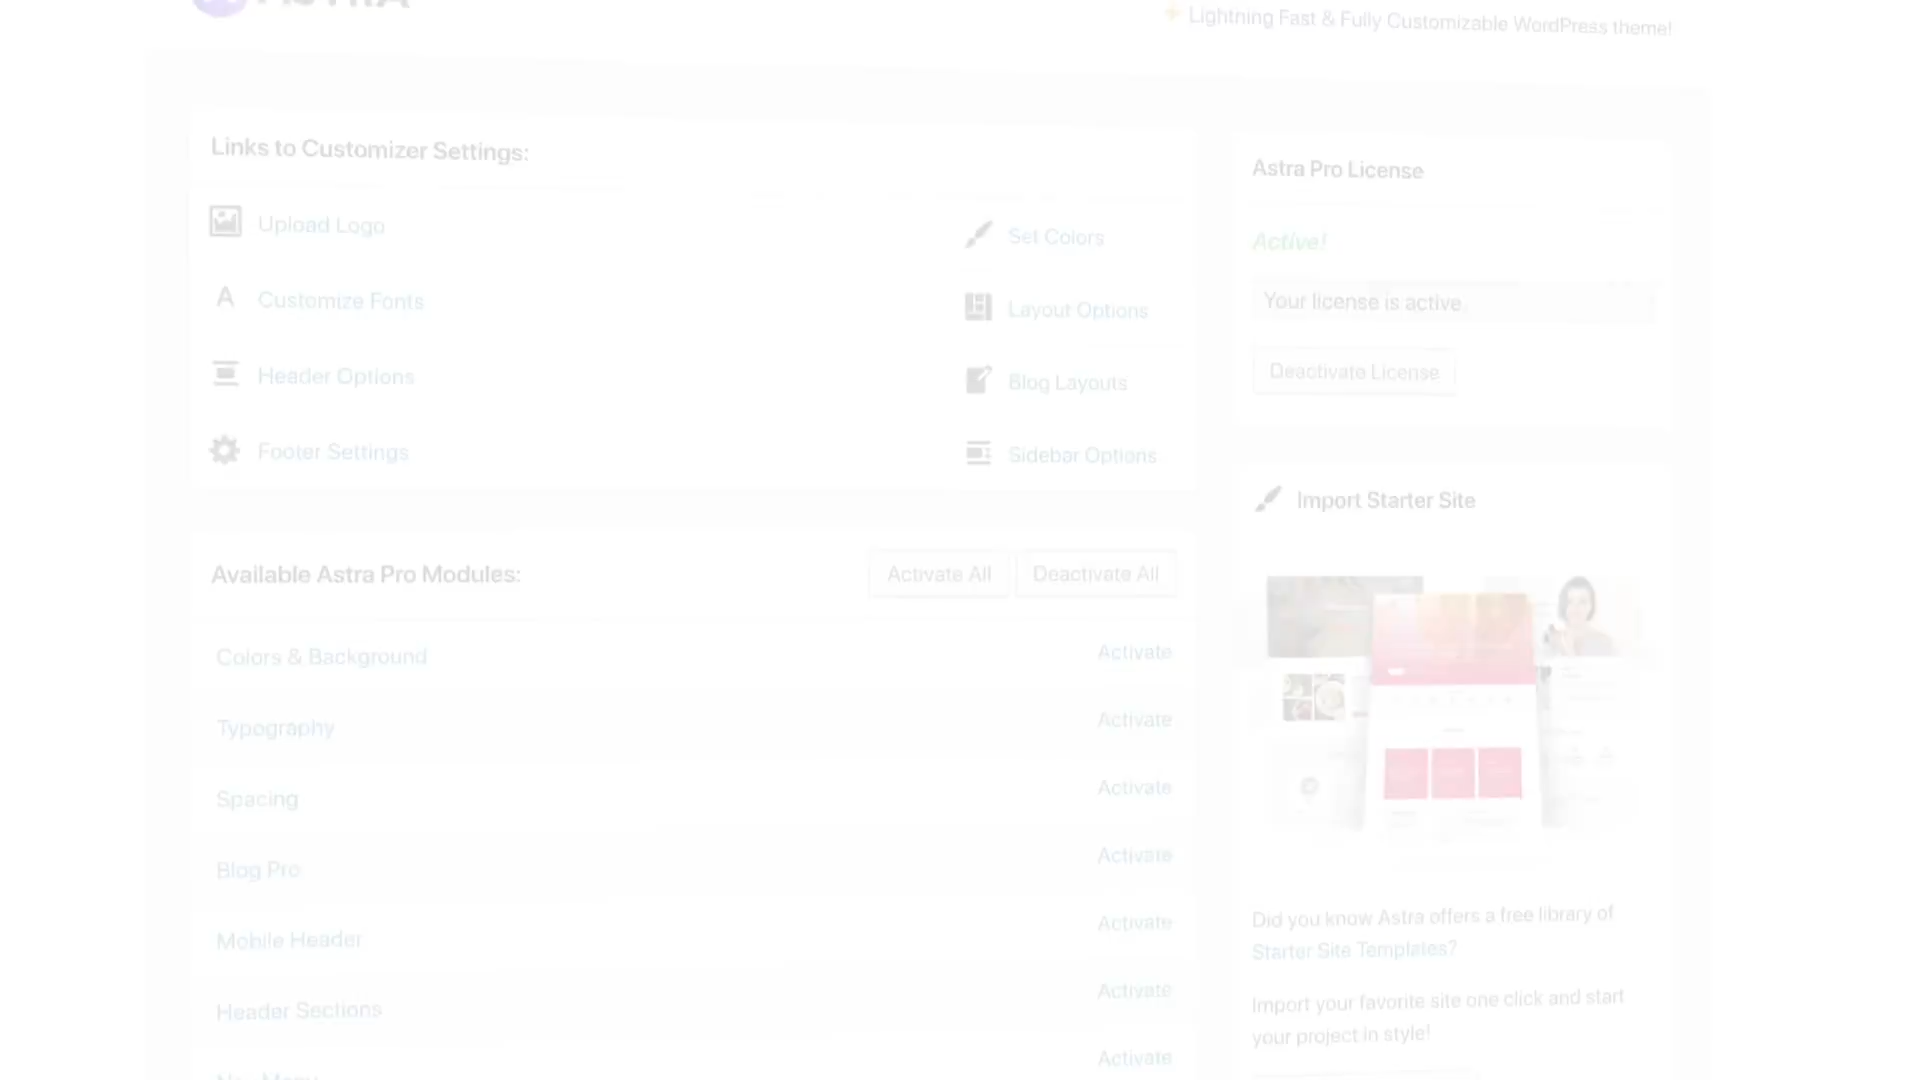 ASTRA
Lightning Fast & Fully Customizable WordPress theme!
Links to Customizer Settings:
Upload Logo
Set Colors
Customize Fonts
Layout Options
Header Options
Blog Layouts
Footer Settings
Sidebar Options
Available Astra Pro Modules:
Activate All
Deactivate All
Colors & Background
Activate
Typography
Activate
Spacing
Activate
Blog Pro
Activate
Mobile Header
Activate
Header Sections
Activate
Activate
Astra Pro License
Active!
Your license is active.
Deactivate License
Import Starter Site
Did you know Astra offers a free library of
Starter Site Templates?
Import your favorite site one click and start
your project in style!